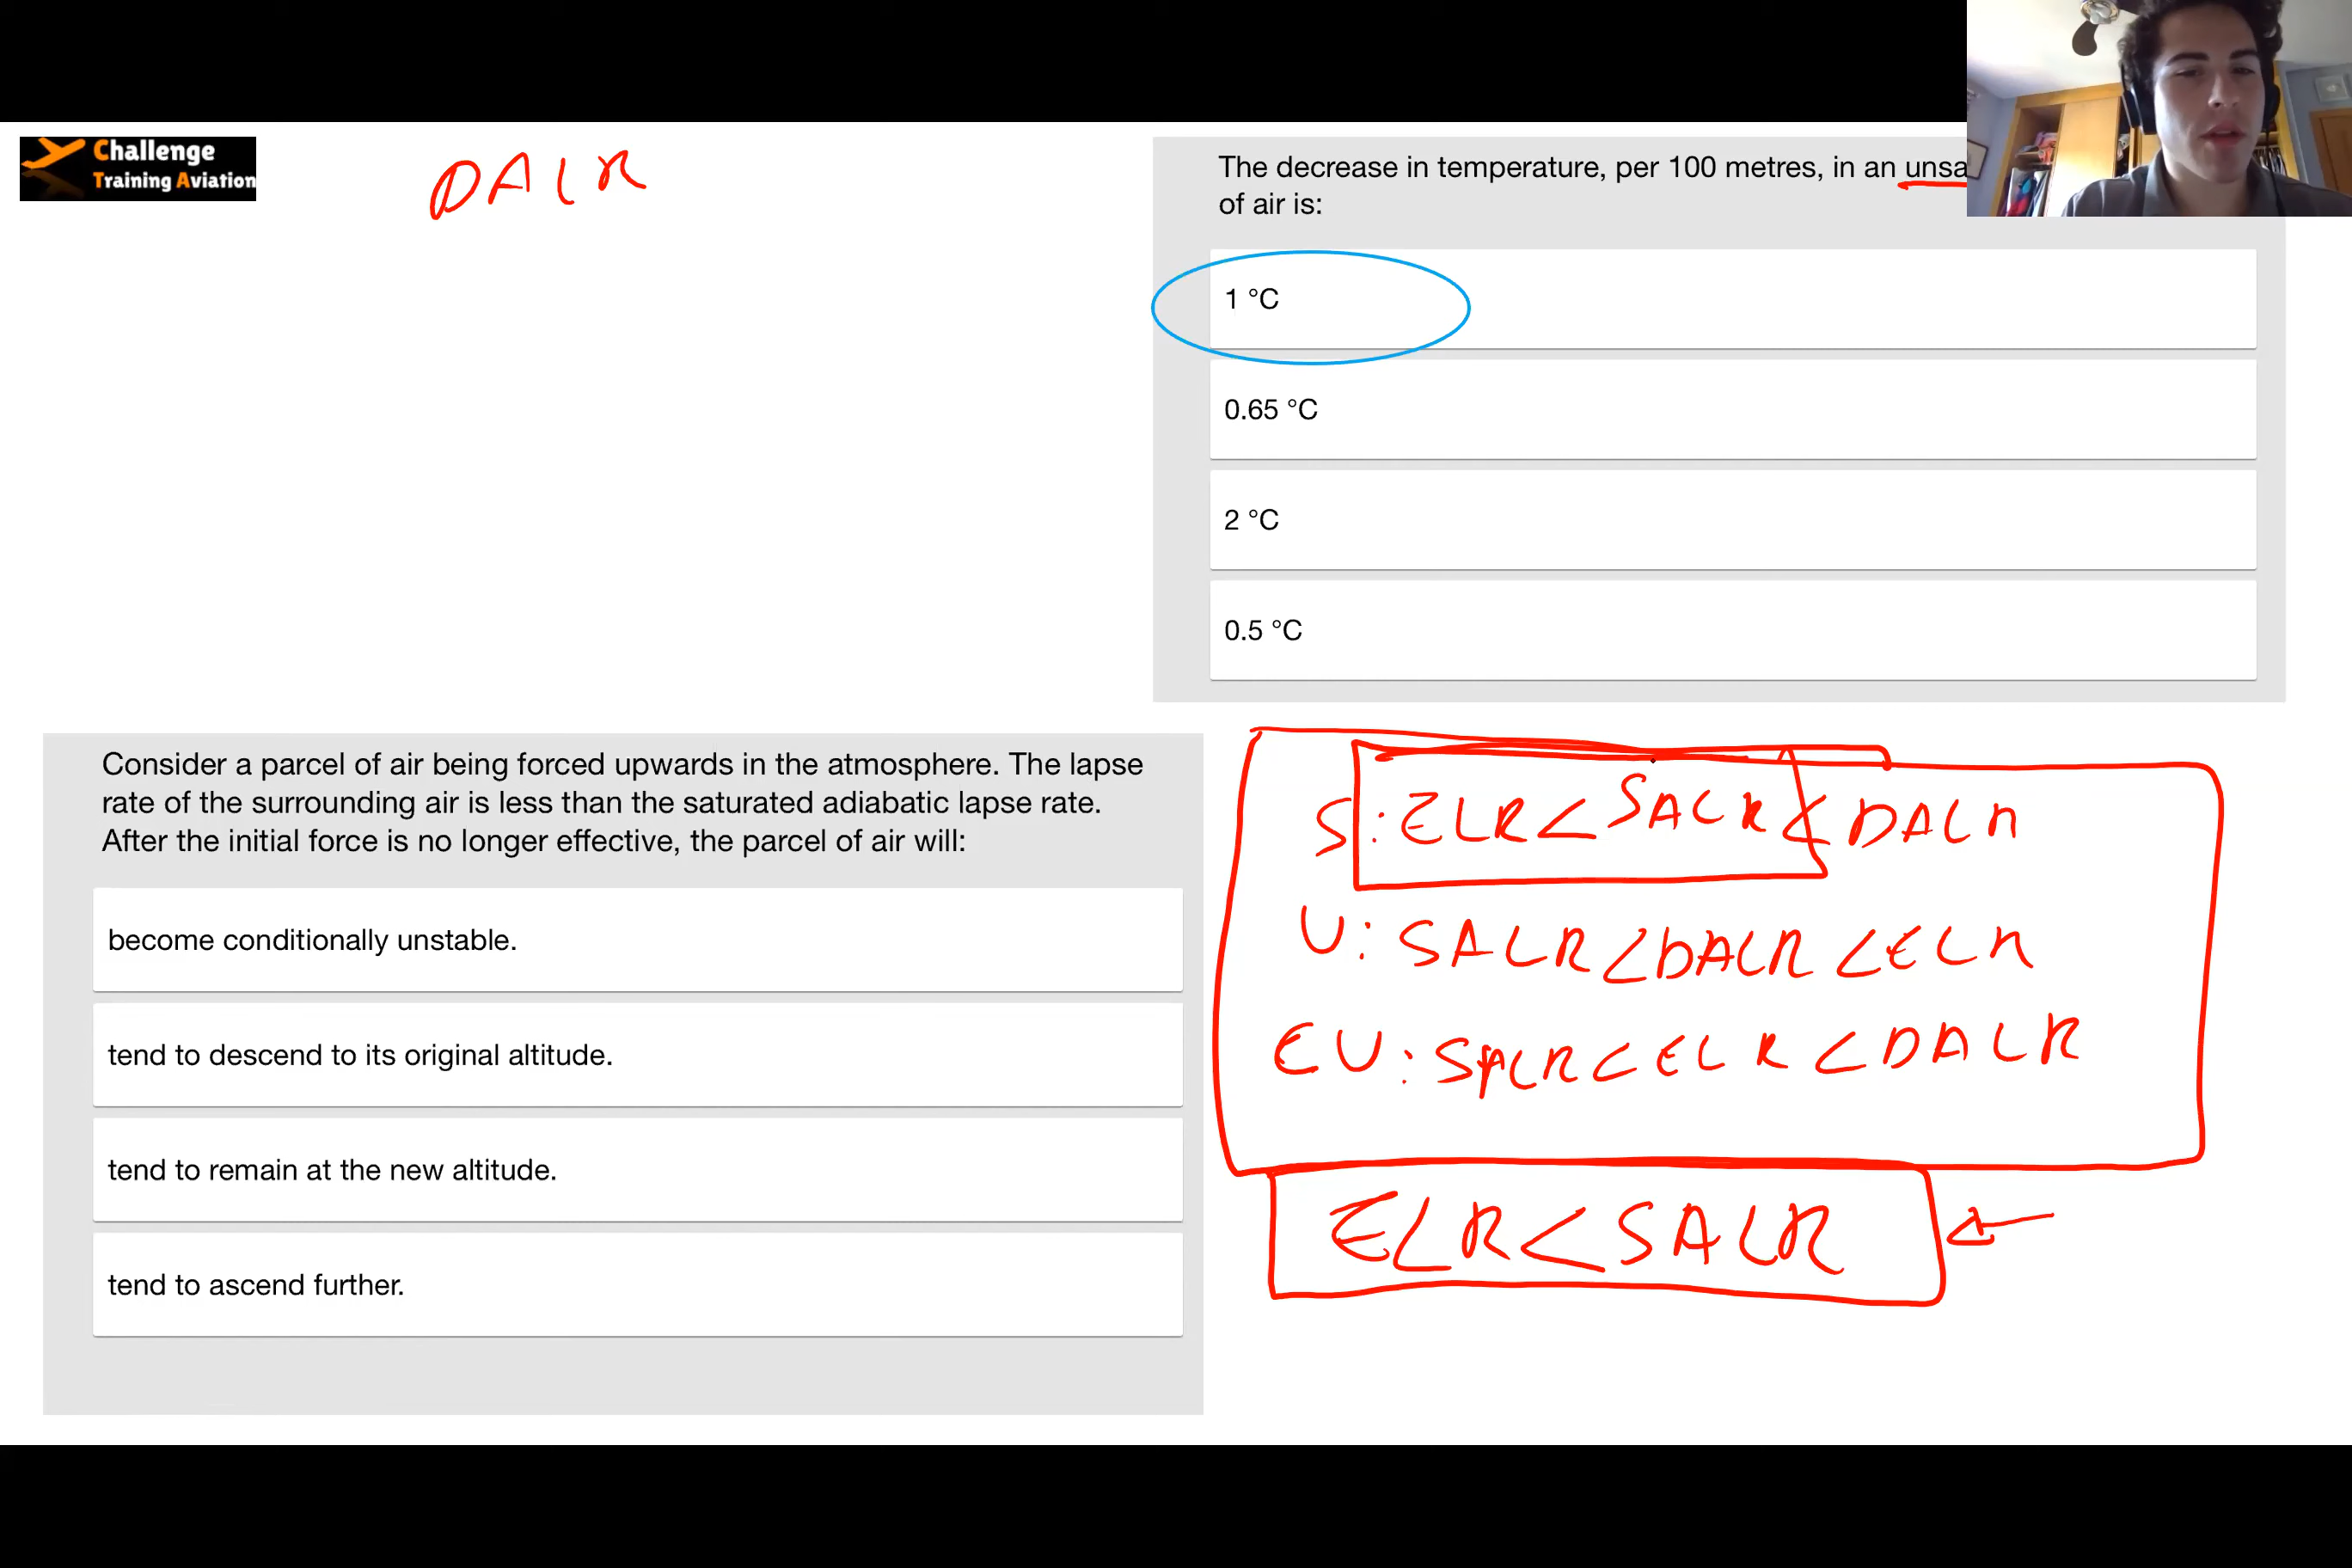 Challenge
Training Aviation
DALR
The decrease in temperature, per 100 metres, in an
of air is:
1 °C
0.65 °C
2 °C
0.5 °C
Consider a parcel of air being forced upwards in the atmosphere. The lapse
rate of the surrounding air is less than the saturated adiabatic lapse rate.
After the initial force is no longer effective, the parcel of air will:
become conditionally unstable.
tend to descend to its original altitude.
tend to remain at the new altitude.
tend to ascend further.
S: ELR < SALR < DALR
U: SALR < DALR < ELR
CU: SALR < ELR < DALR
ELR < SALR